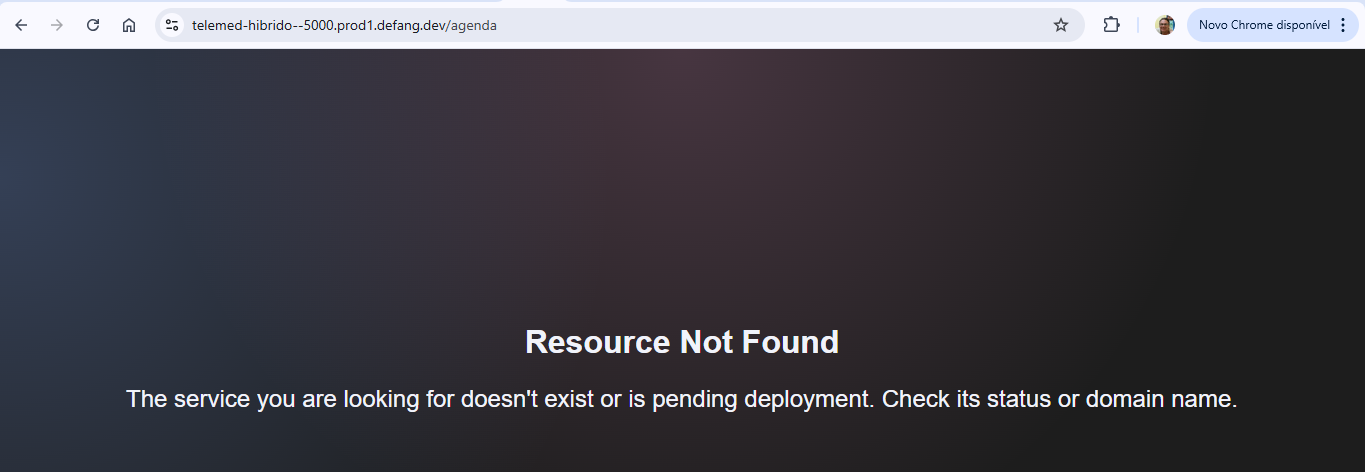 telemed-hibrido--5000.prod1.defang.dev/agenda
Novo Chrome disponível
Resource Not Found
The service you are looking for doesn't exist or is pending deployment. Check its status or domain name.